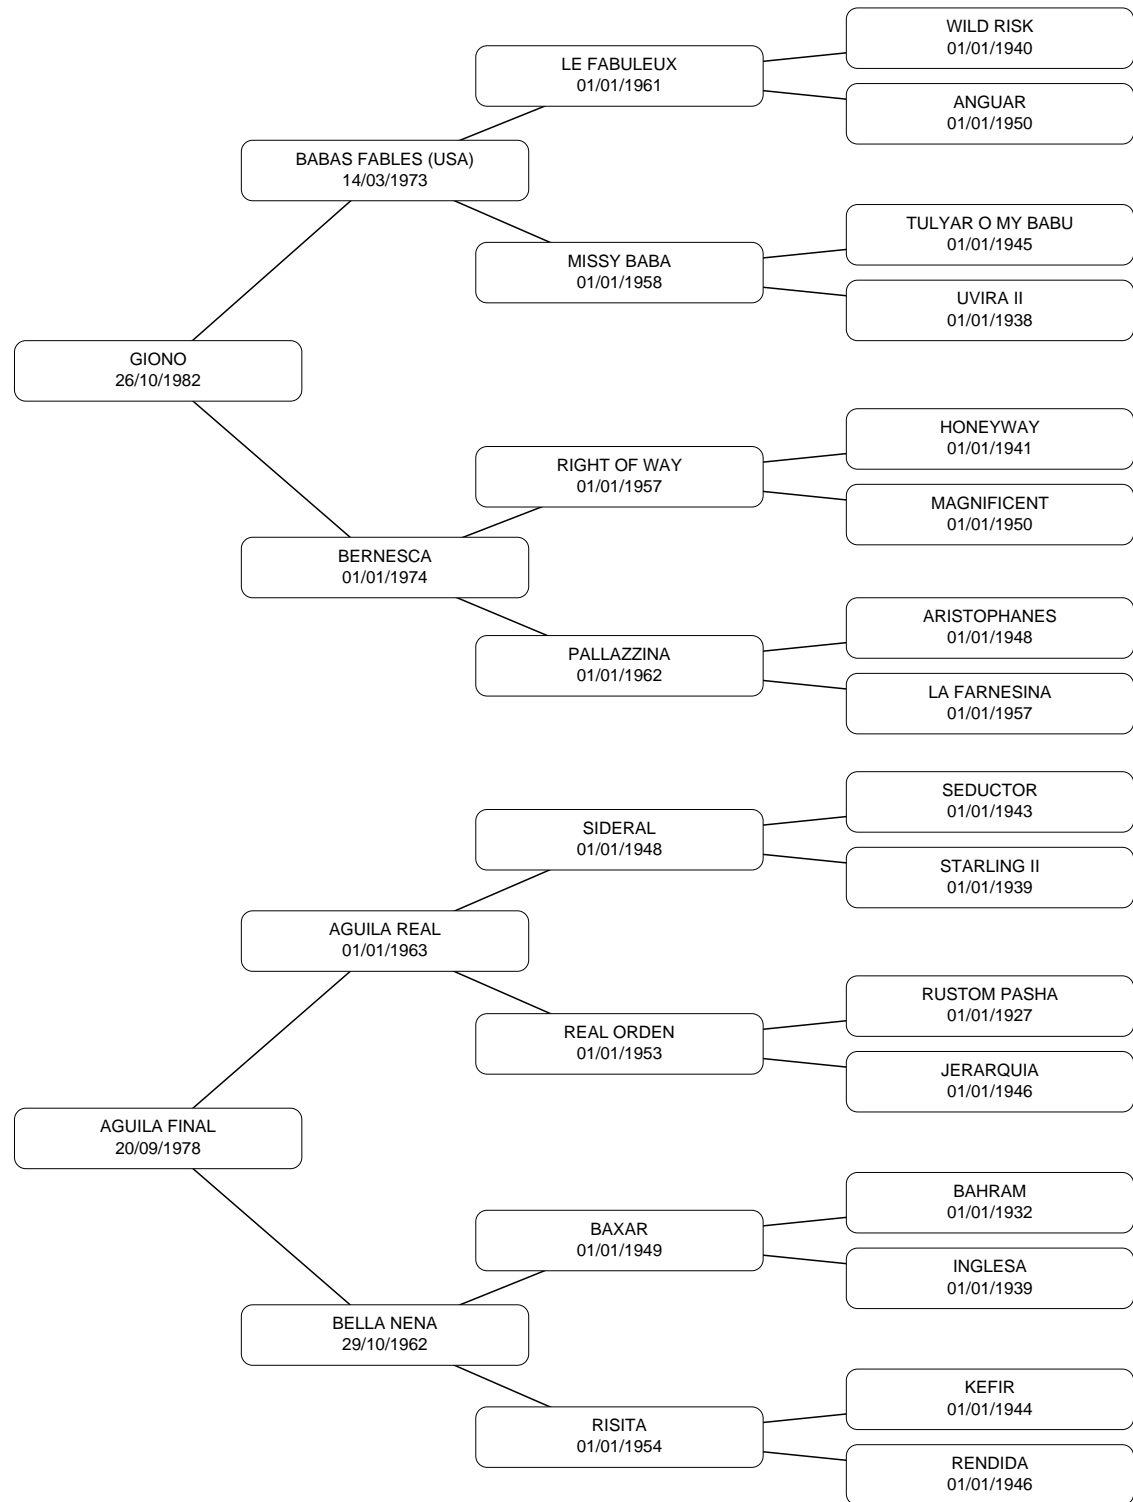 WILD RISK
01/01/1940
LE FABULEUX
01/01/1961
ANGUAR
01/01/1950
BABAS FABLES (USA)
14/03/1973
TULYAR O MY BABU
01/01/1945
MISSY BABA
01/01/1958
UVIRA II
01/01/1938
GIONO
26/10/1982
HONEYWAY
01/01/1941
RIGHT OF WAY
01/01/1957
MAGNIFICENT
01/01/1950
BERNESCA
01/01/1974
ARISTOPHANES
01/01/1948
PALLAZZINA
01/01/1962
LA FARNESINA
01/01/1957
SEDUCTOR
01/01/1943
SIDERAL
01/01/1948
STARLING II
01/01/1939
AGUILA REAL
01/01/1963
RUSTOM PASHA
01/01/1927
REAL ORDEN
01/01/1953
JERARQUIA
01/01/1946
AGUILA FINAL
20/09/1978
BAHRAM
01/01/1932
BAXAR
01/01/1949
INGLESA
01/01/1939
BELLA NENA
29/10/1962
KEFIR
01/01/1944
RISITA
01/01/1954
RENDIDA
01/01/1946